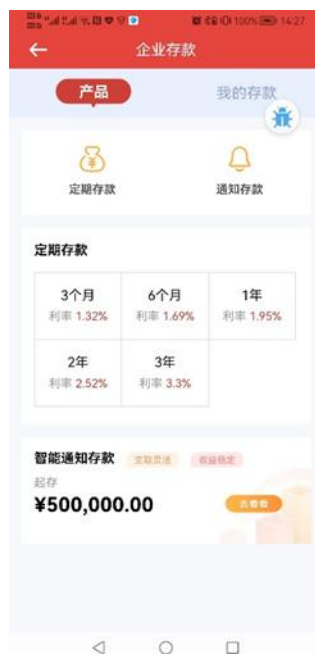 100% 14:27
企业存款
产品 我的存款
定期存款 通知存款
定期存款
3个月 6个月 1年
利率 1.32% 利率 1.69% 利率 1.95%
2年 3年
利率 2.52% 利率 3.3%
智能通知存款 支取灵活 收益稳定
起存
¥500,000.00 去看看